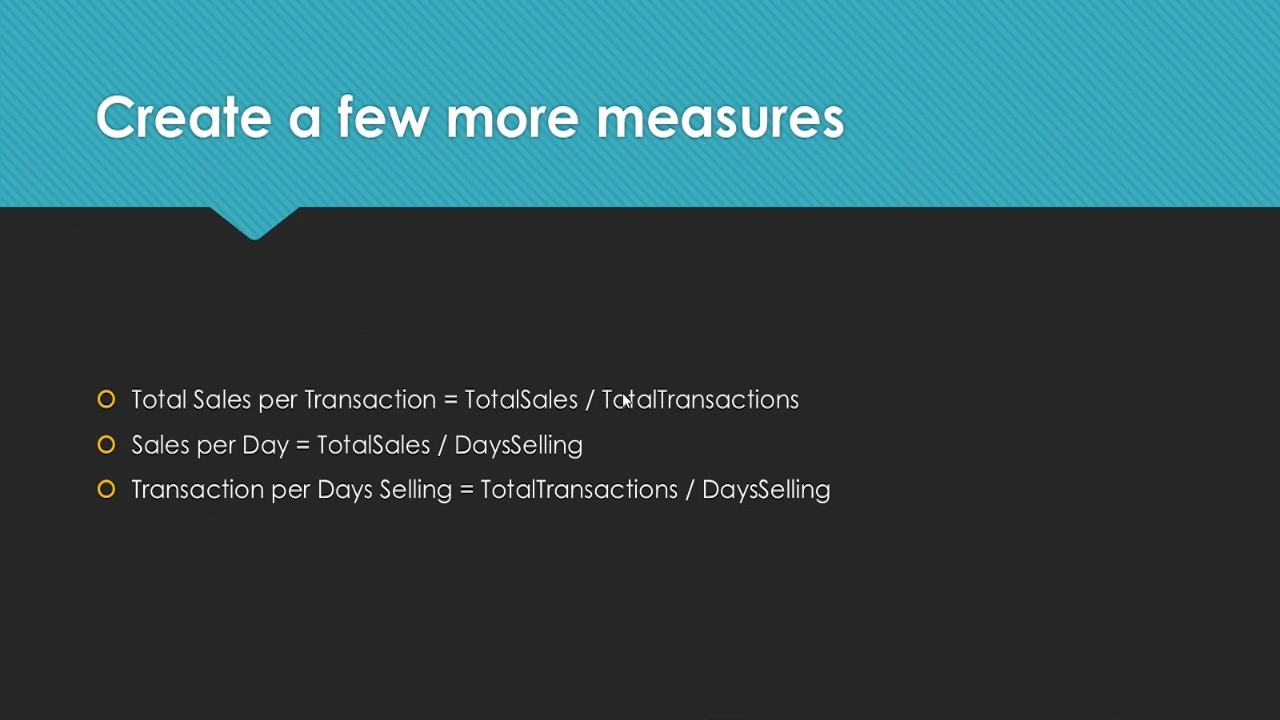 Create a few more measures
Total Sales per Transaction = TotalSales / TotalTransactions
Sales per Day = TotalSales / DaysSelling
Transaction per Days Selling = TotalTransactions / DaysSelling